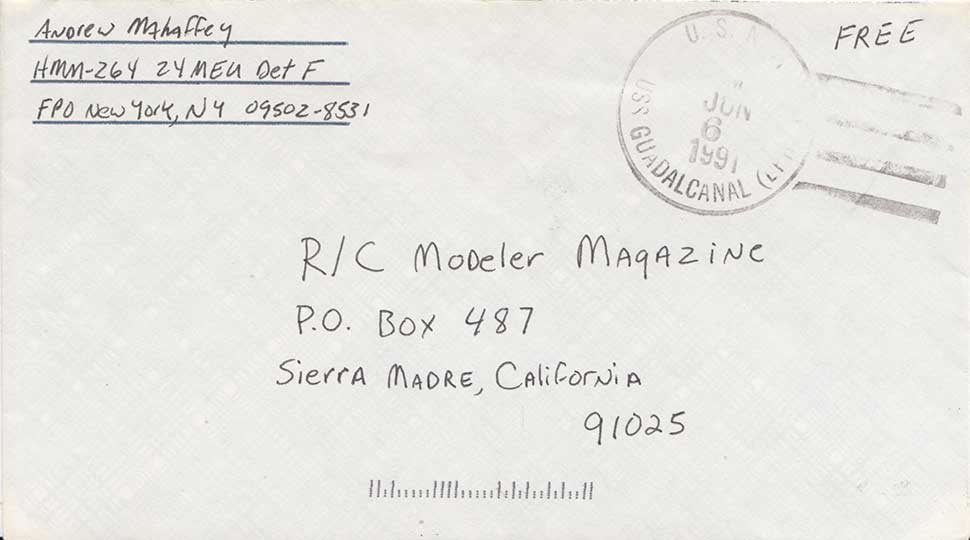 Andrew Mahaffey
HMM-264 24 MEU Det F
FPO New York, NY 09502-8531
U.S.
JUN
6
1991
USS GUADALCANAL
FREE
R/C Modeler Magazine
P.O. Box 487
Sierra Madre, California
91025